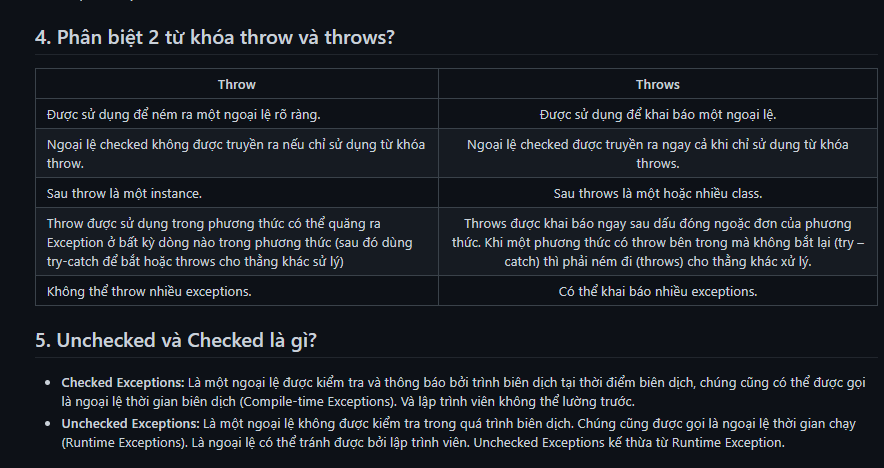 4. Phân biệt 2 từ khóa throw và throws?
Throw
Throws
Được sử dụng để ném ra một ngoại lệ rõ ràng.
Được sử dụng để khai báo một ngoại lệ.
Ngoại lệ checked không được truyền ra nếu chỉ sử dụng từ khóa
throw.
Ngoại lệ checked được truyền ra ngay cả khi chỉ sử dụng từ khóa
throws.
Sau throw là một instance.
Sau throws là một hoặc nhiều class.
Throw được sử dụng trong phương thức có thể quăng ra
Exception ở bất kỳ dòng nào trong phương thức (sau đó dùng
try-catch để bắt hoặc throws cho thằng khác sử lý)
Throws được khai báo ngay sau dấu đóng ngoặc đơn của phương
thức. Khi một phương thức có throw bên trong mà không bắt lại (try –
catch) thì phải ném đi (throws) cho thằng khác xử lý.
Không thể throw nhiều exceptions.
Có thể khai báo nhiều exceptions.
5. Unchecked và Checked là gì?
• Checked Exceptions: Là một ngoại lệ được kiểm tra và thông báo bởi trình biên dịch tại thời điểm biên dịch, chúng cũng có thể được gọi
là ngoại lệ thời gian biên dịch (Compile-time Exceptions). Và lập trình viên không thể lường trước.
• Unchecked Exceptions: Là một ngoại lệ không được kiểm tra trong quá trình biên dịch. Chúng cũng được gọi là ngoại lệ thời gian chạy
(Runtime Exceptions). Là ngoại lệ có thể tránh được bởi lập trình viên. Unchecked Exceptions kế thừa từ Runtime Exception.